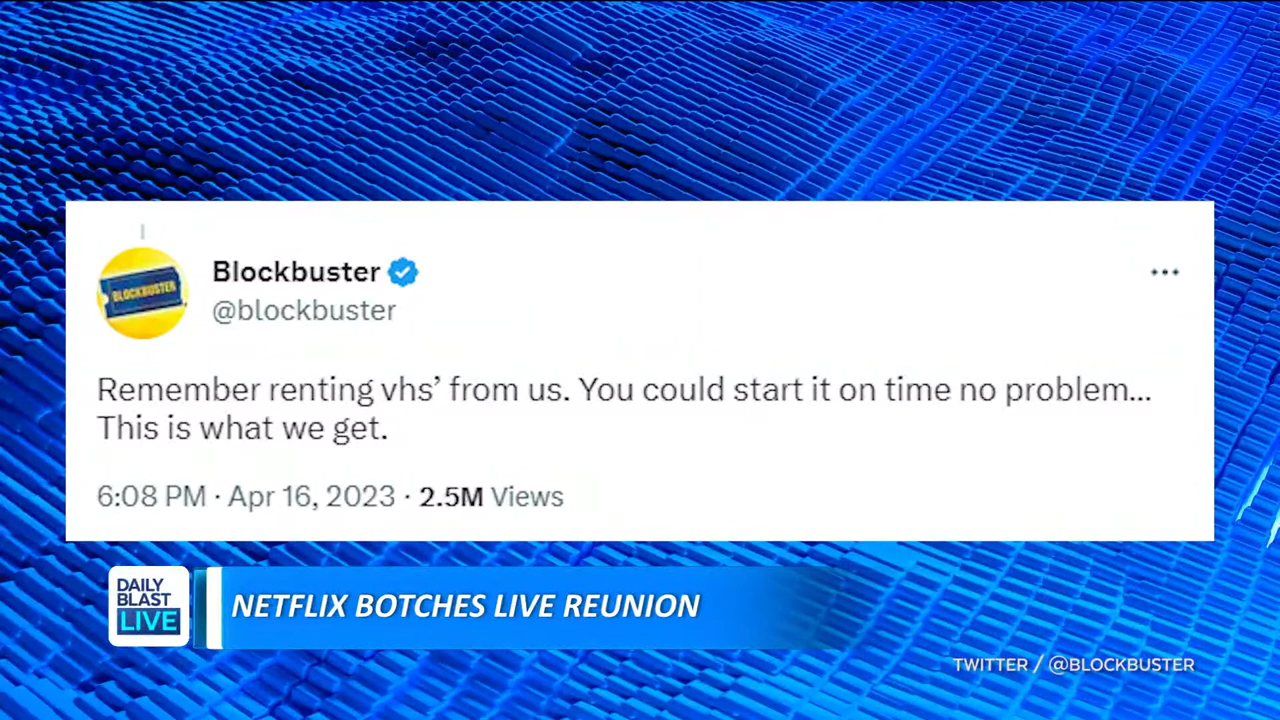 BLOCKBUSTER
Blockbuster
@blockbuster
Remember renting vhs’ from us. You could start it on time no problem...
This is what we get.
6:08 PM · Apr 16, 2023 · 2.5M Views
DAILY
BLAST
LIVE
NETFLIX BOTCHES LIVE REUNION
TWITTER / @BLOCKBUSTER